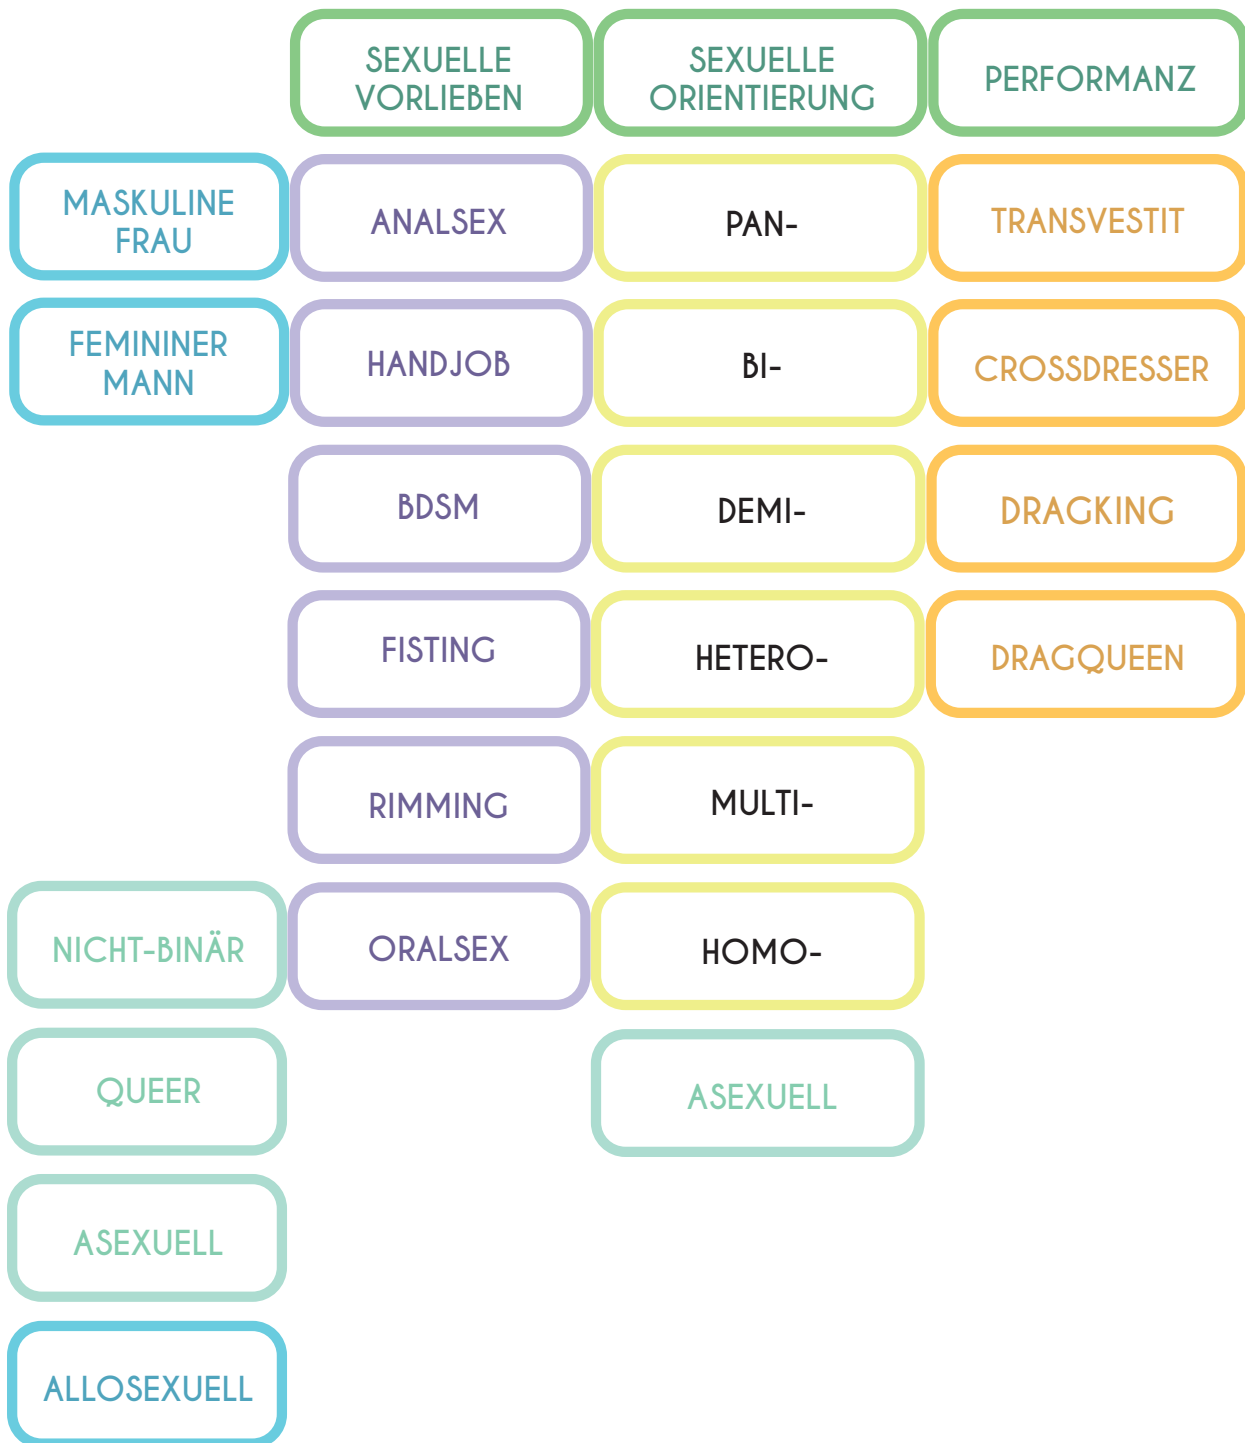 SEXUELLE
VORLIEBEN
SEXUELLE
ORIENTIERUNG
PERFORMANZ
MASKULINE
FRAU
ANALSEX
PAN-
TRANSVESTIT
FEMININER
MANN
HANDJOB
BI-
CROSSDRESSER
BDSM
DEMI-
DRAGKING
FISTING
HETERO-
DRAGQUEEN
RIMMING
MULTI-
NICHT-BINÄR
ORALSEX
HOMO-
QUEER
ASEXUELL
ASEXUELL
ALLOSEXUELL